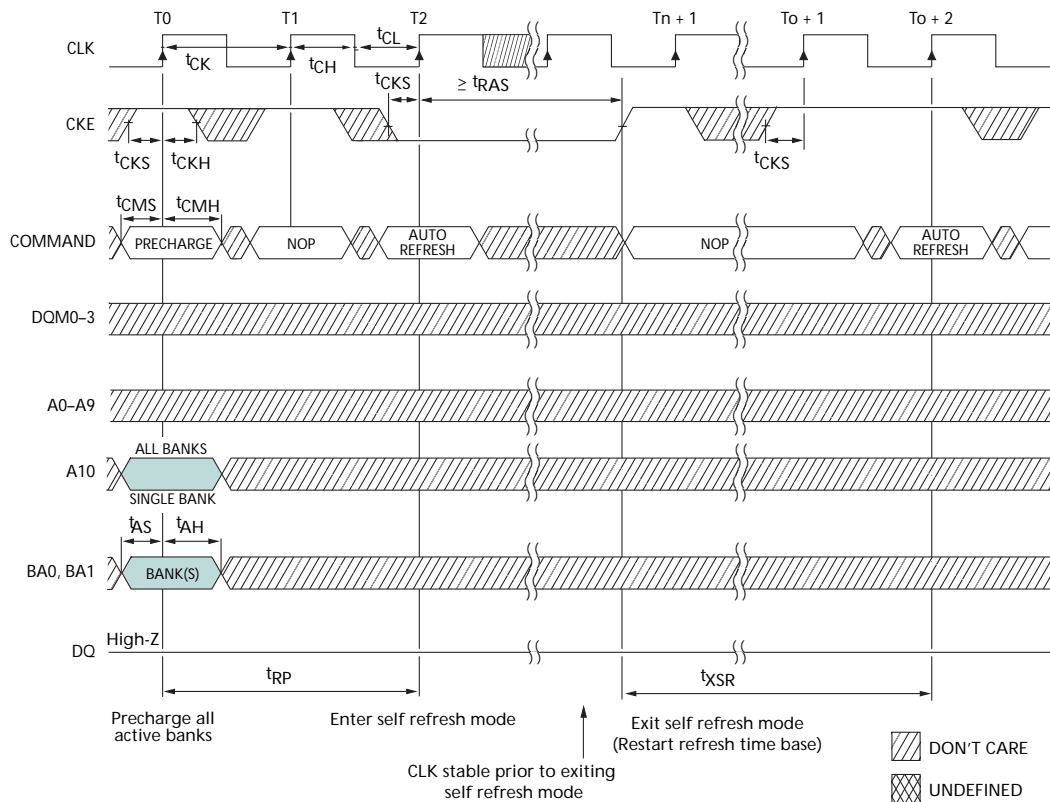 T0 T1 T2 Tn + 1 To + 1 To + 2
CLK
tCK tCH tCL
tCKS ≥ tRAS
CKE
tCKS tCKH tCKS
tCMS tCMH
COMMAND PRECHARGE NOP AUTO REFRESH NOP AUTO REFRESH
DQM0–3
A0–A9
ALL BANKS
A10
SINGLE BANK
tAS tAH
BA0, BA1 BANK(S)
High-Z
DQ
tRP tXSR
Precharge all
active banks
Enter self refresh mode
CLK stable prior to exiting
self refresh mode
Exit self refresh mode
(Restart refresh time base)
DON'T CARE
UNDEFINED